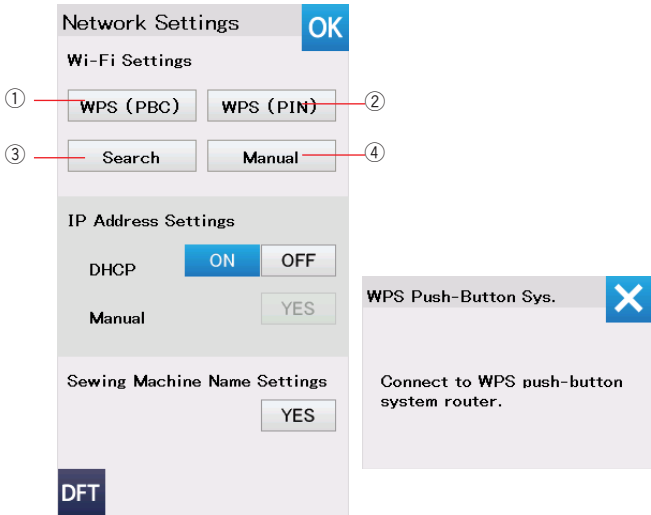 Network Settings
OK
Wi-Fi Settings
① WPS (PBC) WPS (PIN) ②
③ Search Manual ④
IP Address Settings
DHCP ON OFF
Manual YES
Sewing Machine Name Settings
YES
DFT
WPS Push-Button Sys.
Connect to WPS push-button
system router.